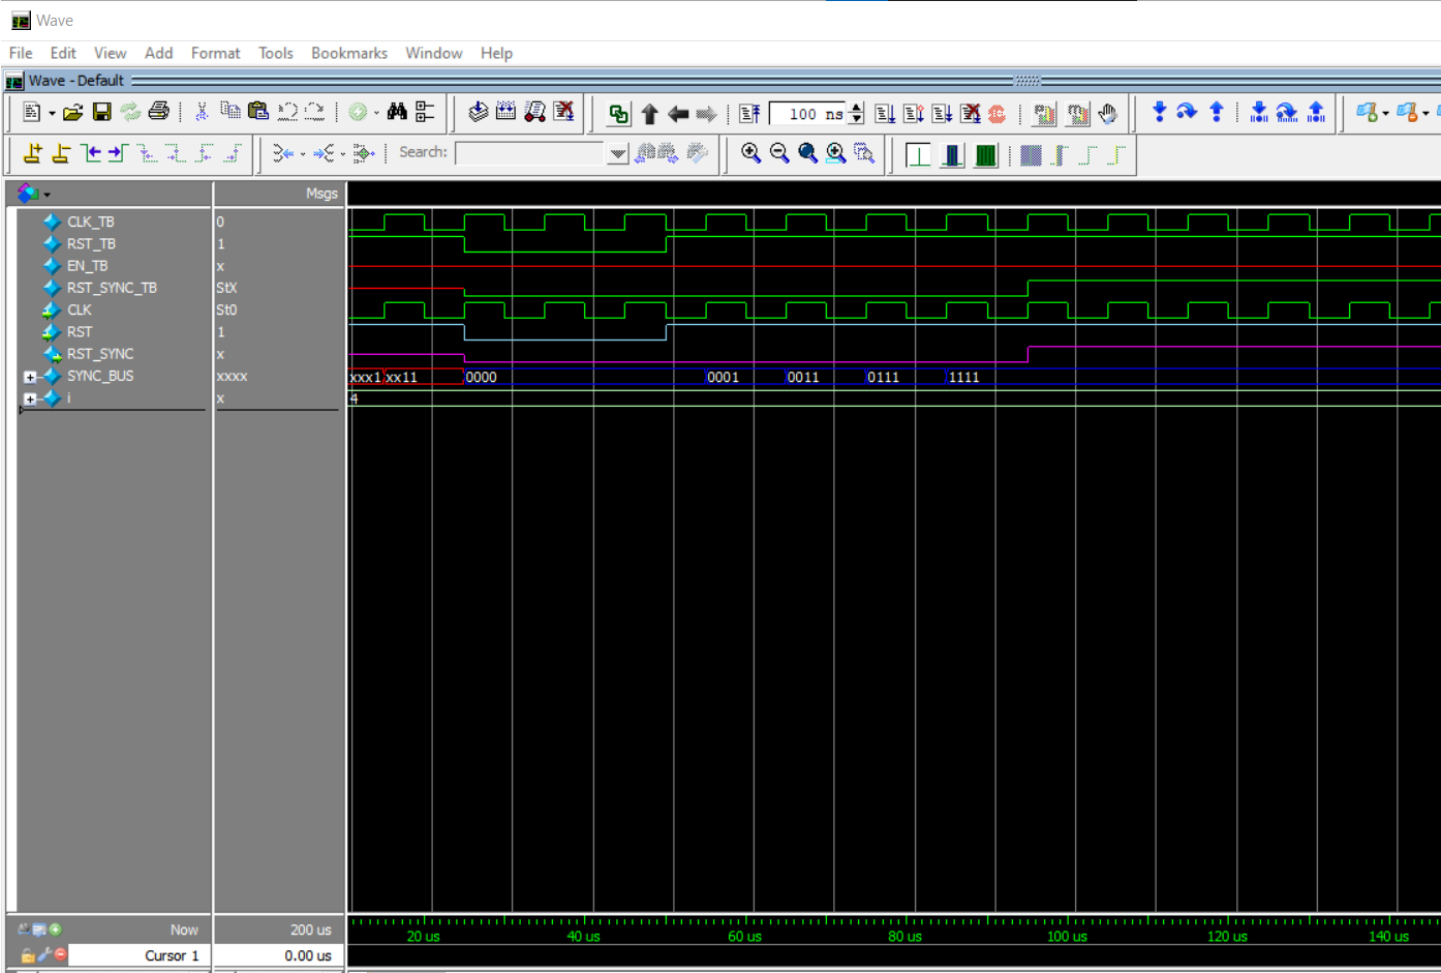 Wave
File Edit View Add Format Tools Bookmarks Window Help
Wave - Default
100 ns
Search:
Msgs
CLK_TB 0
RST_TB 1
EN_TB x
RST_SYNC_TB StX
CLK St0
RST 1
RST_SYNC x
SYNC_BUS xxxx xxx1 xx11 0000 0001 0011 0111 1111
i x 4
Now 200 us 20 us 40 us 60 us 80 us 100 us 120 us 140 us
Cursor 1 0.00 us